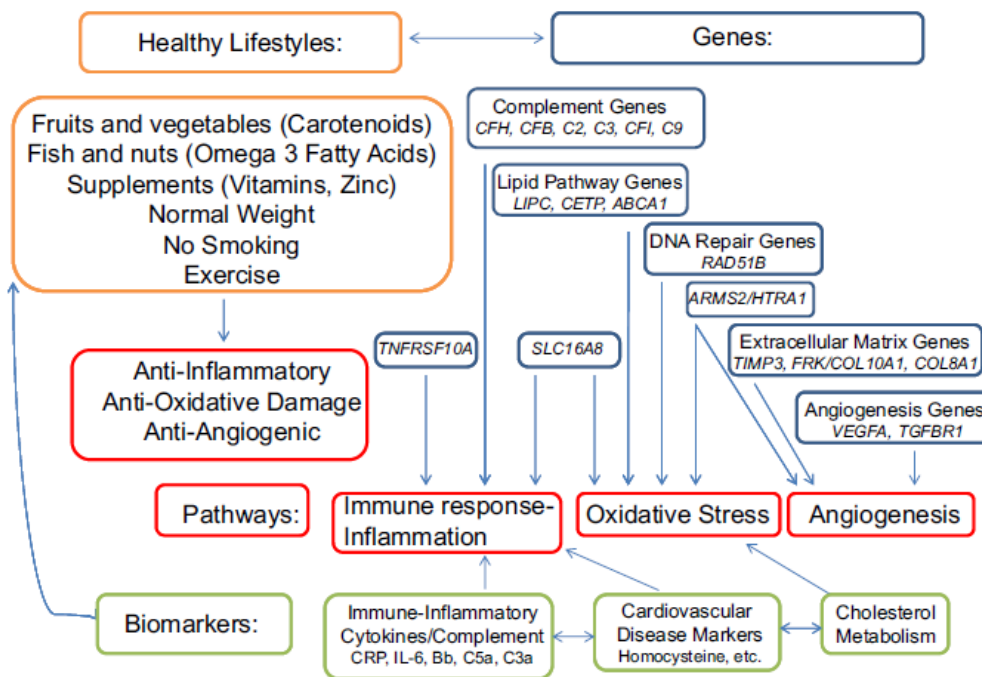 Healthy Lifestyles:
Genes:
Fruits and vegetables (Carotenoids)
Fish and nuts (Omega 3 Fatty Acids)
Supplements (Vitamins, Zinc)
Normal Weight
No Smoking
Exercise
Complement Genes
CFH, CFB, C2, C3, CFI, C9
Lipid Pathway Genes
LIPC, CETP, ABCA1
DNA Repair Genes
RAD51B
ARMS2/HTRA1
TNFRSF10A
SLC16A8
Extracellular Matrix Genes
TIMP3, FRK/COL10A1, COL8A1
Angiogenesis Genes
VEGFA, TGFBR1
Anti-Inflammatory
Anti-Oxidative Damage
Anti-Angiogenic
Pathways:
Immune response-
Inflammation
Oxidative Stress
Angiogenesis
Biomarkers:
Immune-Inflammatory
Cytokines/Complement
CRP, IL-6, Bb, C5a, C3a
Cardiovascular
Disease Markers
Homocysteine, etc.
Cholesterol
Metabolism